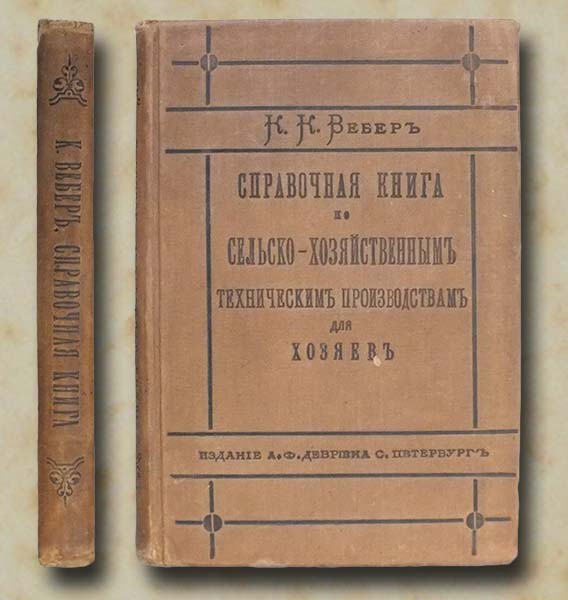 К. ВЕБЕРЪ. СПРАВОЧНАЯ КНИГА
К. К. ВЕБЕРЪ
СПРАВОЧНАЯ КНИГА
по
СЕЛЬСКО-ХОЗЯЙСТВЕННЫМЪ
ТЕХНИЧЕСКИМЪ ПРОИЗВОДСТВАМЪ
для
ХОЗЯЕВЪ
ИЗДАНІЕ А.Ф.ДЕВРІЕНА С. ПЕТЕРБУРГЪ